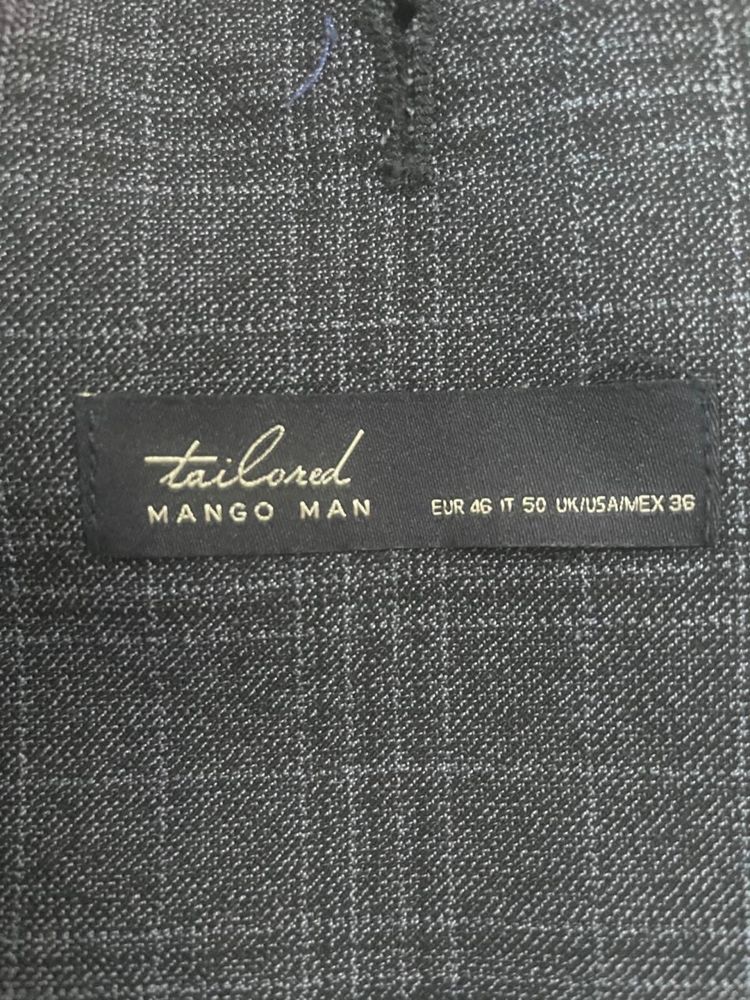 tailored
MANGO MAN
EUR 46 IT 50 UK/USA/MEX 36